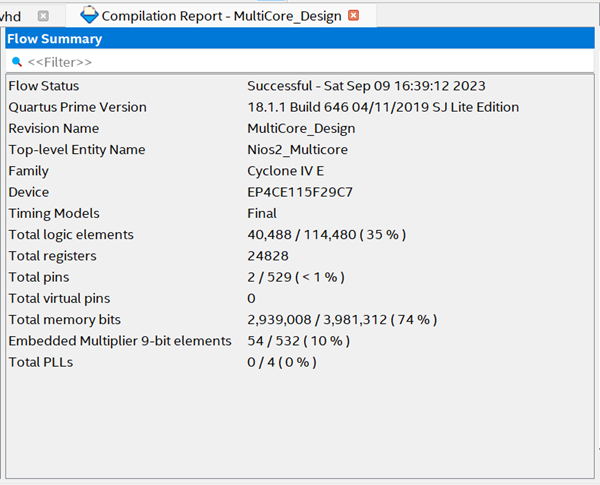 vhd
Compilation Report - MultiCore_Design
Flow Summary
<<Filter>>
Flow Status Successful - Sat Sep 09 16:39:12 2023
Quartus Prime Version 18.1.1 Build 646 04/11/2019 SJ Lite Edition
Revision Name MultiCore_Design
Top-level Entity Name Nios2_Multicore
Family Cyclone IV E
Device EP4CE115F29C7
Timing Models Final
Total logic elements 40,488 / 114,480 ( 35 % )
Total registers 24828
Total pins 2 / 529 ( < 1 % )
Total virtual pins 0
Total memory bits 2,939,008 / 3,981,312 ( 74 % )
Embedded Multiplier 9-bit elements 54 / 532 ( 10 % )
Total PLLs 0 / 4 ( 0 % )